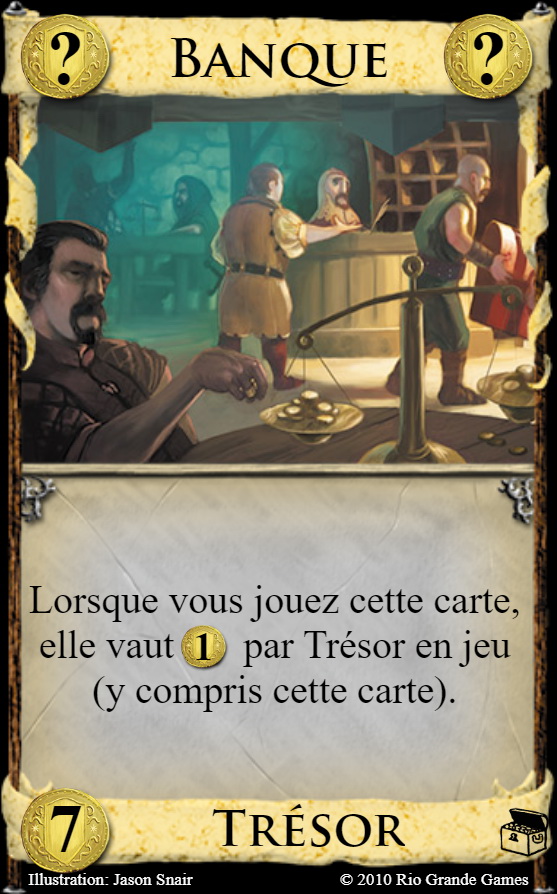 ? BANQUE ?
Lorsque vous jouez cette carte,
elle vaut 1 par Trésor en jeu
(y compris cette carte).
7 TRÉSOR
Illustration: Jason Snair © 2010 Rio Grande Games